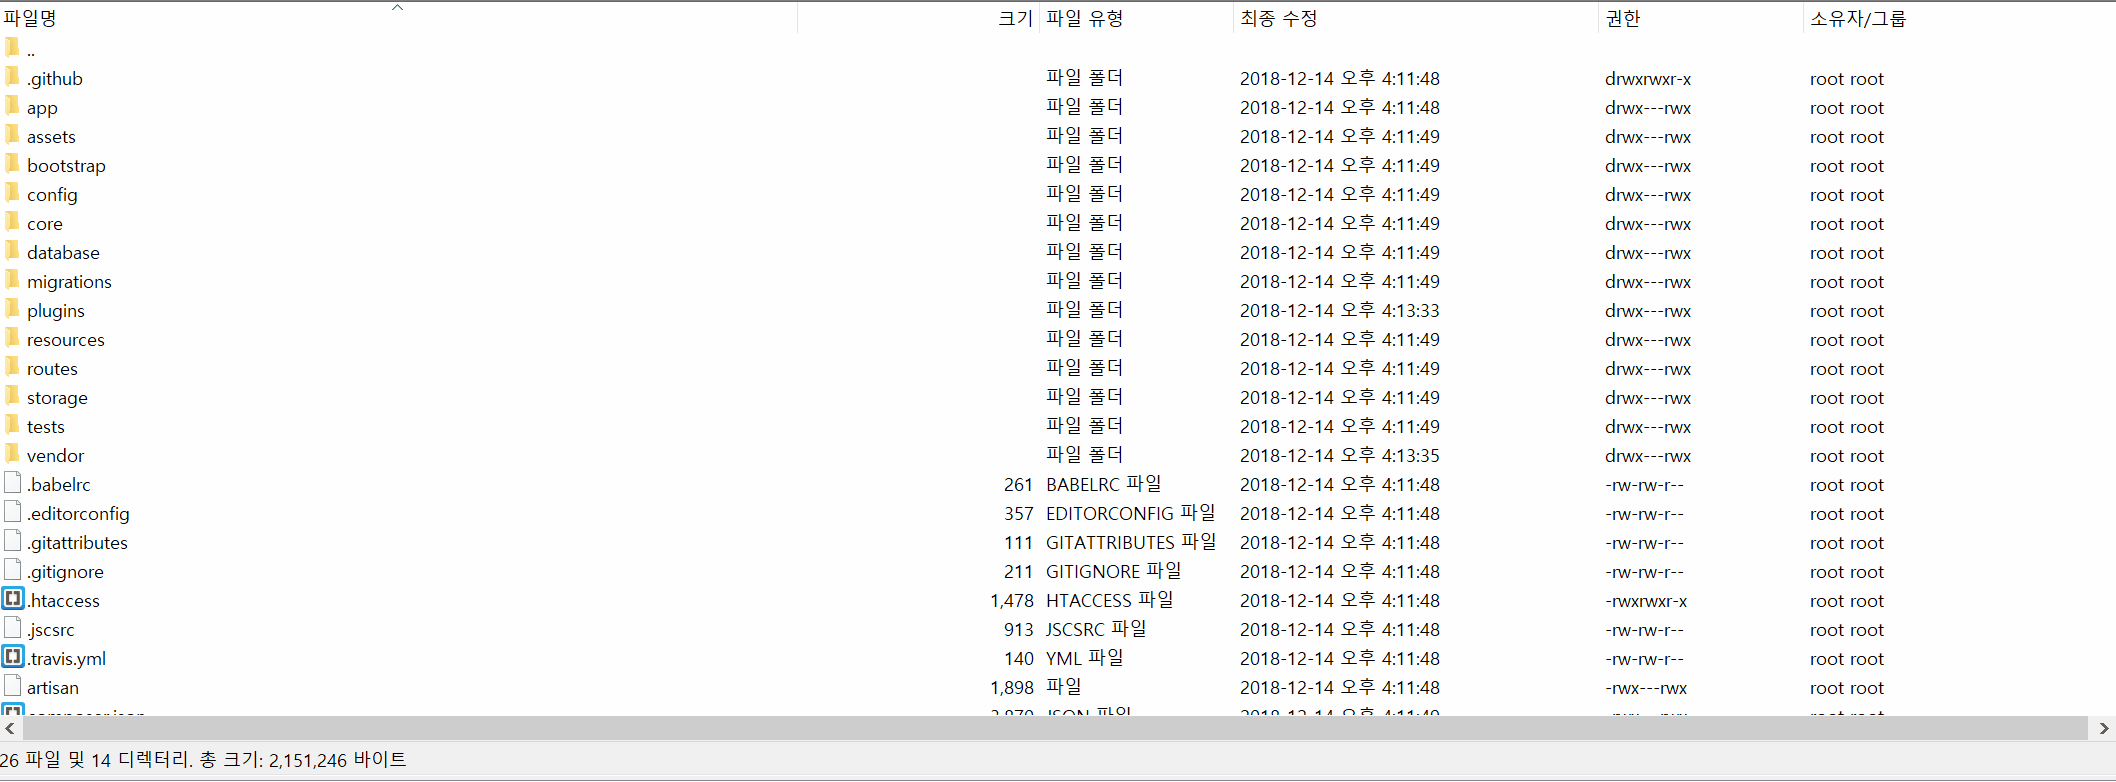 파일명 크기 파일 유형 최종 수정 권한 소유자/그룹
..
.github 파일 폴더 2018-12-14 오후 4:11:48 drwxrwxr-x root root
app 파일 폴더 2018-12-14 오후 4:11:48 drwx---rwx root root
assets 파일 폴더 2018-12-14 오후 4:11:49 drwx---rwx root root
bootstrap 파일 폴더 2018-12-14 오후 4:11:49 drwx---rwx root root
config 파일 폴더 2018-12-14 오후 4:11:49 drwx---rwx root root
core 파일 폴더 2018-12-14 오후 4:11:49 drwx---rwx root root
database 파일 폴더 2018-12-14 오후 4:11:49 drwx---rwx root root
migrations 파일 폴더 2018-12-14 오후 4:11:49 drwx---rwx root root
plugins 파일 폴더 2018-12-14 오후 4:13:33 drwx---rwx root root
resources 파일 폴더 2018-12-14 오후 4:11:49 drwx---rwx root root
routes 파일 폴더 2018-12-14 오후 4:11:49 drwx---rwx root root
storage 파일 폴더 2018-12-14 오후 4:11:49 drwx---rwx root root
tests 파일 폴더 2018-12-14 오후 4:11:49 drwx---rwx root root
vendor 파일 폴더 2018-12-14 오후 4:13:35 drwx---rwx root root
.babelrc 261 BABELRC 파일 2018-12-14 오후 4:11:48 -rw-rw-r-- root root
.editorconfig 357 EDITORCONFIG 파일 2018-12-14 오후 4:11:48 -rw-rw-r-- root root
.gitattributes 111 GITATTRIBUTES 파일 2018-12-14 오후 4:11:48 -rw-rw-r-- root root
.gitignore 211 GITIGNORE 파일 2018-12-14 오후 4:11:48 -rw-rw-r-- root root
.htaccess 1,478 HTACCESS 파일 2018-12-14 오후 4:11:48 -rwxrwxr-x root root
.jscsrc 913 JSCSRC 파일 2018-12-14 오후 4:11:48 -rw-rw-r-- root root
.travis.yml 140 YML 파일 2018-12-14 오후 4:11:48 -rw-rw-r-- root root
artisan 1,898 파일 2018-12-14 오후 4:11:48 -rwx---rwx root root
composer.json JSON 파일 2018-12-14 오후 root root
26 파일 및 14 디렉터리. 총 크기: 2,151,246 바이트